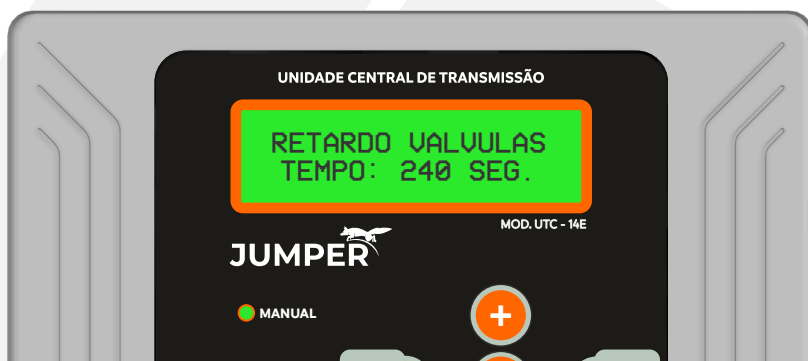 UNIDADE CENTRAL DE TRANSMISSÃO
RETARDO VALVULAS
TEMPO: 240 SEG.
MOD. UTC - 14E
JUMPER
MANUAL
+